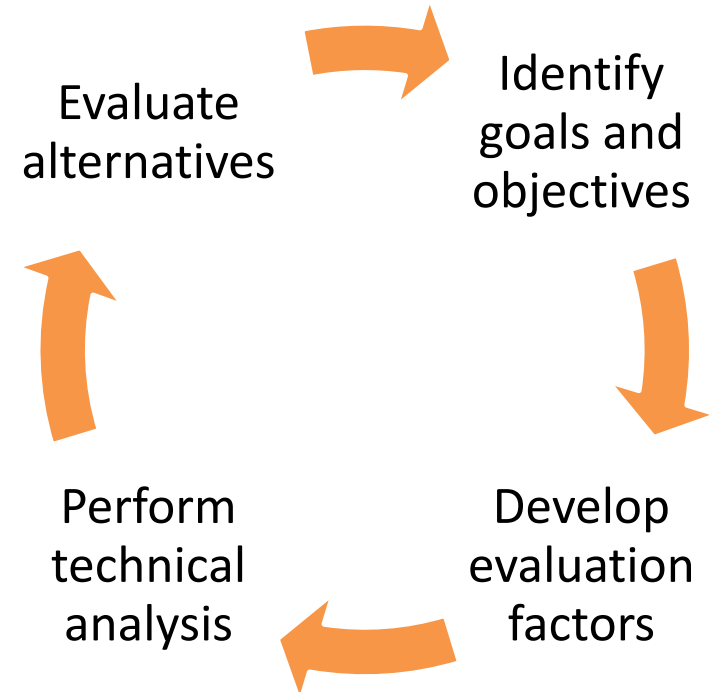 Evaluate
alternatives
Identify
goals and
objectives
Develop
evaluation
factors
Perform
technical
analysis